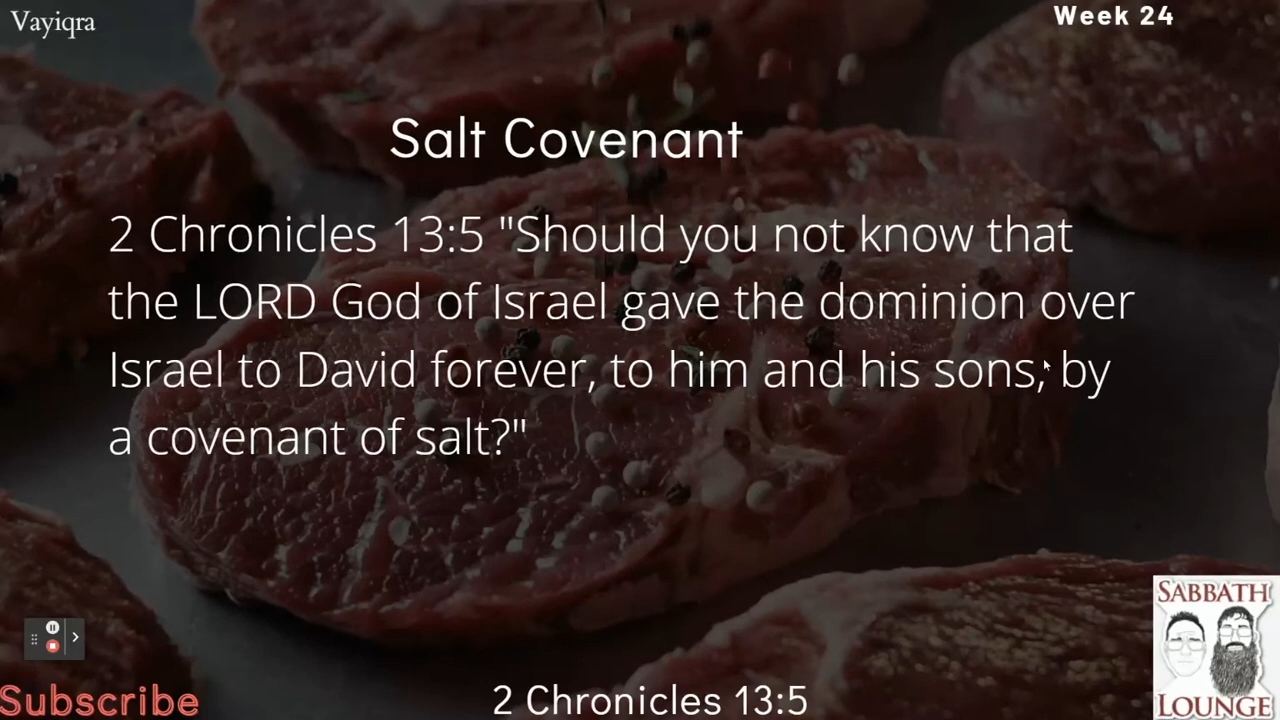 Vayiqra
Week 24
Salt Covenant
2 Chronicles 13:5 "Should you not know that
the LORD God of Israel gave the dominion over
Israel to David forever, to him and his sons, by
a covenant of salt?"
SABBATH
LOUNGE
Subscribe
2 Chronicles 13:5